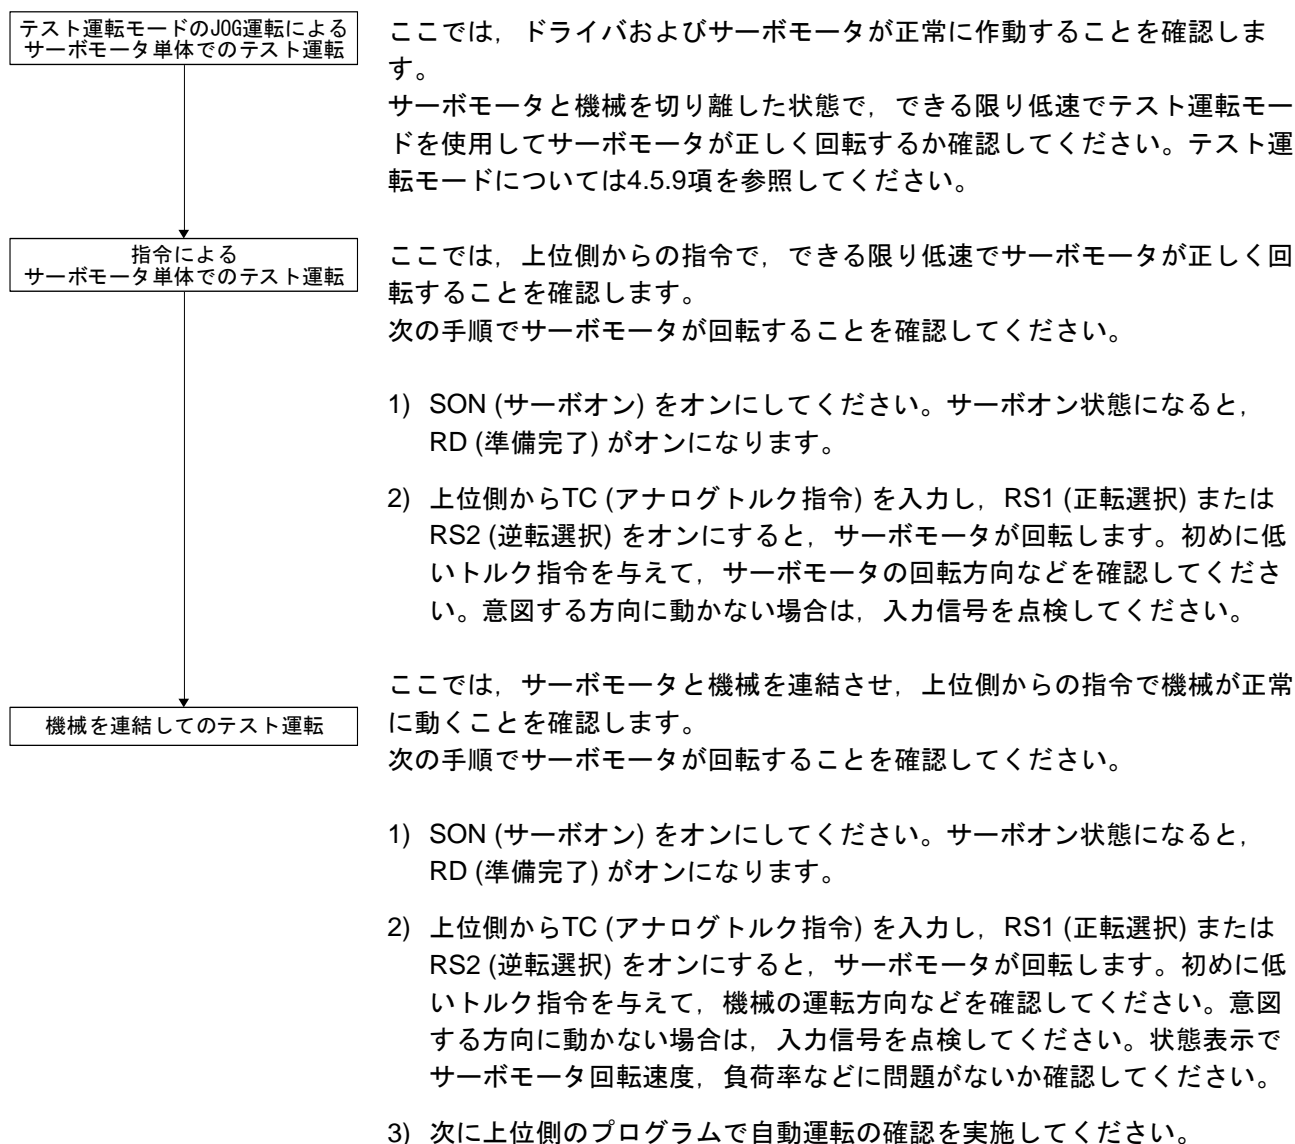 テスト運転モードのJOG運転による
サーボモータ単体でのテスト運転
ここでは，ドライバおよびサーボモータが正常に作動することを確認しま
す。
サーボモータと機械を切り離した状態で，できる限り低速でテスト運転モー
ドを使用してサーボモータが正しく回転するか確認してください。テスト運
転モードについては4.5.9項を参照してください。
指令による
サーボモータ単体でのテスト運転
ここでは，上位側からの指令で，できる限り低速でサーボモータが正しく回
転することを確認します。
次の手順でサーボモータが回転することを確認してください。
1) SON (サーボオン) をオンにしてください。サーボオン状態になると，
RD (準備完了) がオンになります。
2) 上位側からTC (アナログトルク指令) を入力し，RS1 (正転選択) または
RS2 (逆転選択) をオンにすると，サーボモータが回転します。初めに低
いトルク指令を与えて，サーボモータの回転方向などを確認してくださ
い。意図する方向に動かない場合は，入力信号を点検してください。
機械を連結してのテスト運転
ここでは，サーボモータと機械を連結させ，上位側からの指令で機械が正常
に動くことを確認します。
次の手順でサーボモータが回転することを確認してください。
1) SON (サーボオン) をオンにしてください。サーボオン状態になると，
RD (準備完了) がオンになります。
2) 上位側からTC (アナログトルク指令) を入力し，RS1 (正転選択) または
RS2 (逆転選択) をオンにすると，サーボモータが回転します。初めに低
いトルク指令を与えて，機械の運転方向などを確認してください。意図
する方向に動かない場合は，入力信号を点検してください。状態表示で
サーボモータ回転速度，負荷率などに問題がないか確認してください。
3) 次に上位側のプログラムで自動運転の確認を実施してください。